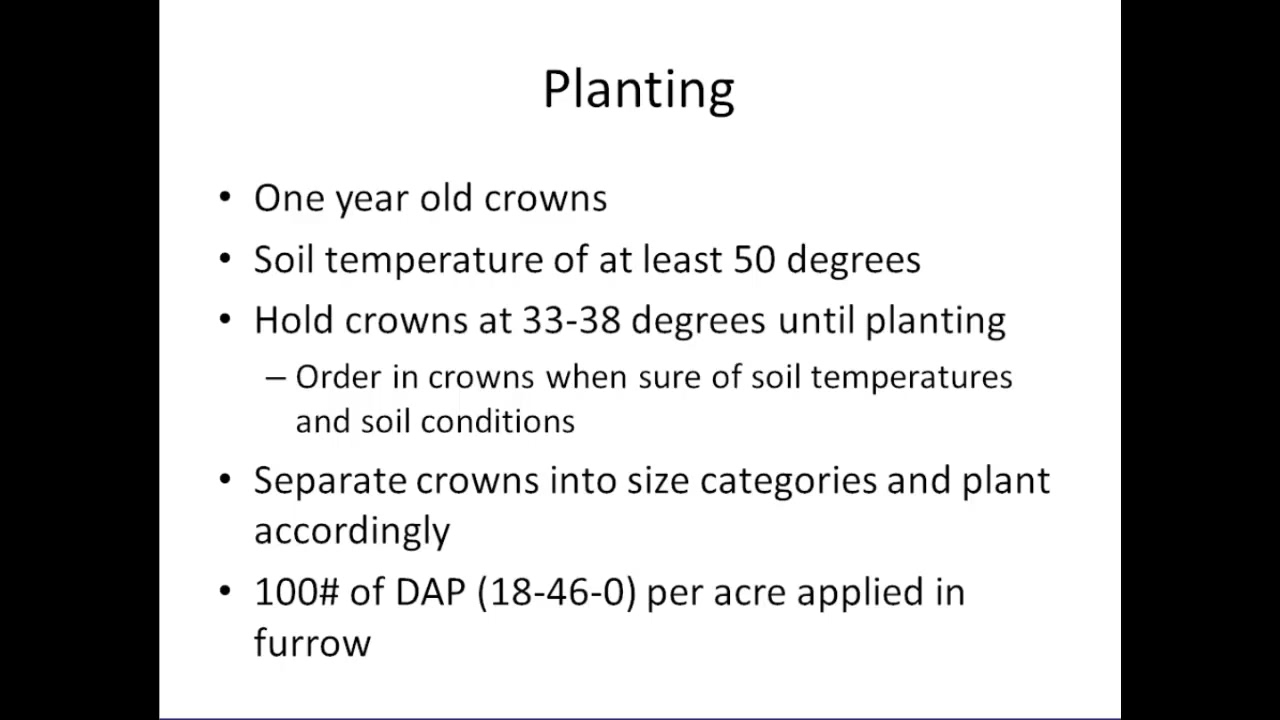 Planting
• One year old crowns
• Soil temperature of at least 50 degrees
• Hold crowns at 33-38 degrees until planting
– Order in crowns when sure of soil temperatures
and soil conditions
• Separate crowns into size categories and plant
accordingly
• 100# of DAP (18-46-0) per acre applied in
furrow